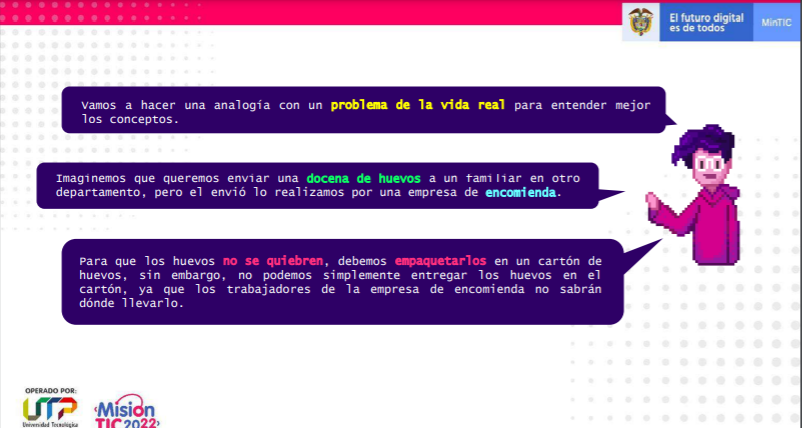 El futuro digital
es de todos
MinTIC
Vamos a hacer una analogía con un problema de la vida real para entender mejor
los conceptos.
Imaginemos que queremos enviar una docena de huevos a un familiar en otro
departamento, pero el envió lo realizamos por una empresa de encomienda.
Para que los huevos no se quiebren, debemos empaquetarlos en un cartón de
huevos, sin embargo, no podemos simplemente entregar los huevos en el
cartón, ya que los trabajadores de la empresa de encomienda no sabrán
dónde llevarlo.
OPERADO POR:
UTP
Universidad Tecnológica
‹Misión
TIC 2022›